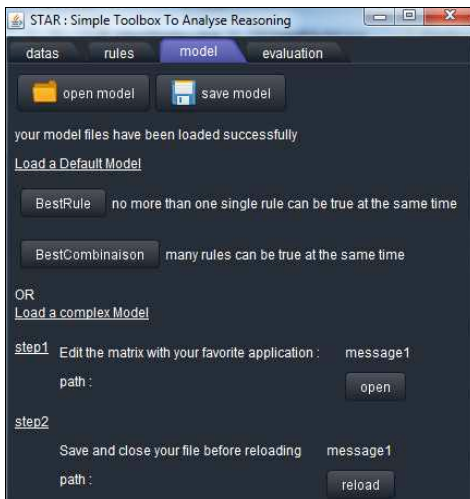 STAR : Simple Toolbox To Analyse Reasoning
datas rules model evaluation
open model save model
your model files have been loaded successfully
Load a Default Model
BestRule no more than one single rule can be true at the same time
BestCombinaison many rules can be true at the same time
OR
Load a complex Model
step1 Edit the matrix with your favorite application : message1
path : open
step2
Save and close your file before reloading message1
path : reload